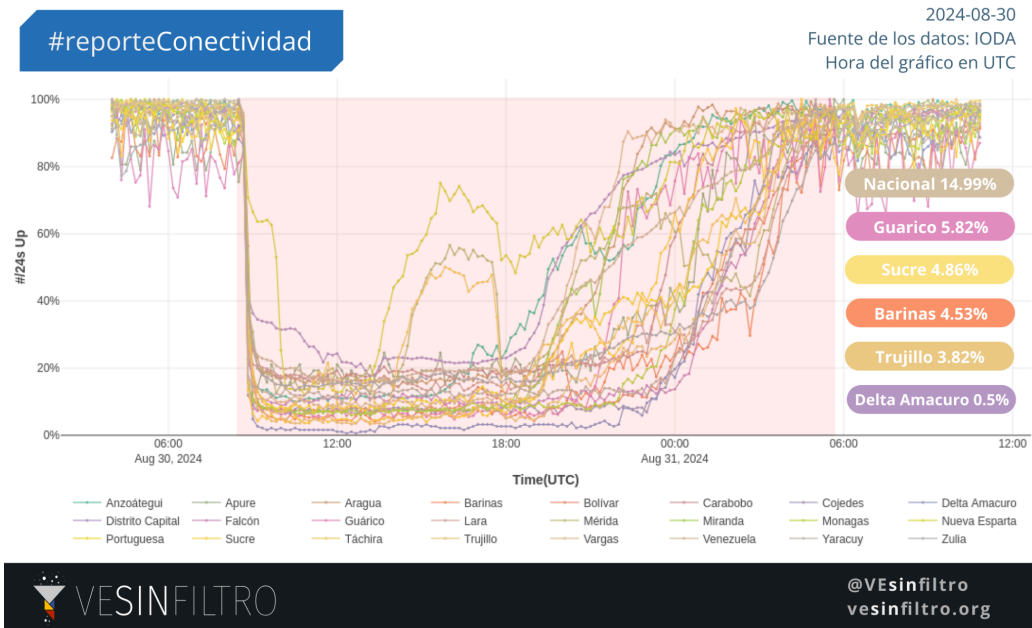 #reporteConectividad
2024-08-30
Fuente de los datos: IODA
Hora del gráfico en UTC
100%
80%
60%
40%
20%
0%
#/24s Up
Nacional 14.99%
Guarico 5.82%
Sucre 4.86%
Barinas 4.53%
Trujillo 3.82%
Delta Amacuro 0.5%
06:00 12:00 18:00 00:00 06:00 12:00
Aug 30, 2024 Aug 31, 2024
Time(UTC)
Anzoátegui Apure Aragua Barinas Bolívar Carabobo Cojedes Delta Amacuro
Distrito Capital Falcón Guárico Lara Mérida Miranda Monagas Nueva Esparta
Portuguesa Sucre Táchira Trujillo Vargas Venezuela Yaracuy Zulia
VESINFILTRO
@VEsinfiltro
vesinfiltro.org